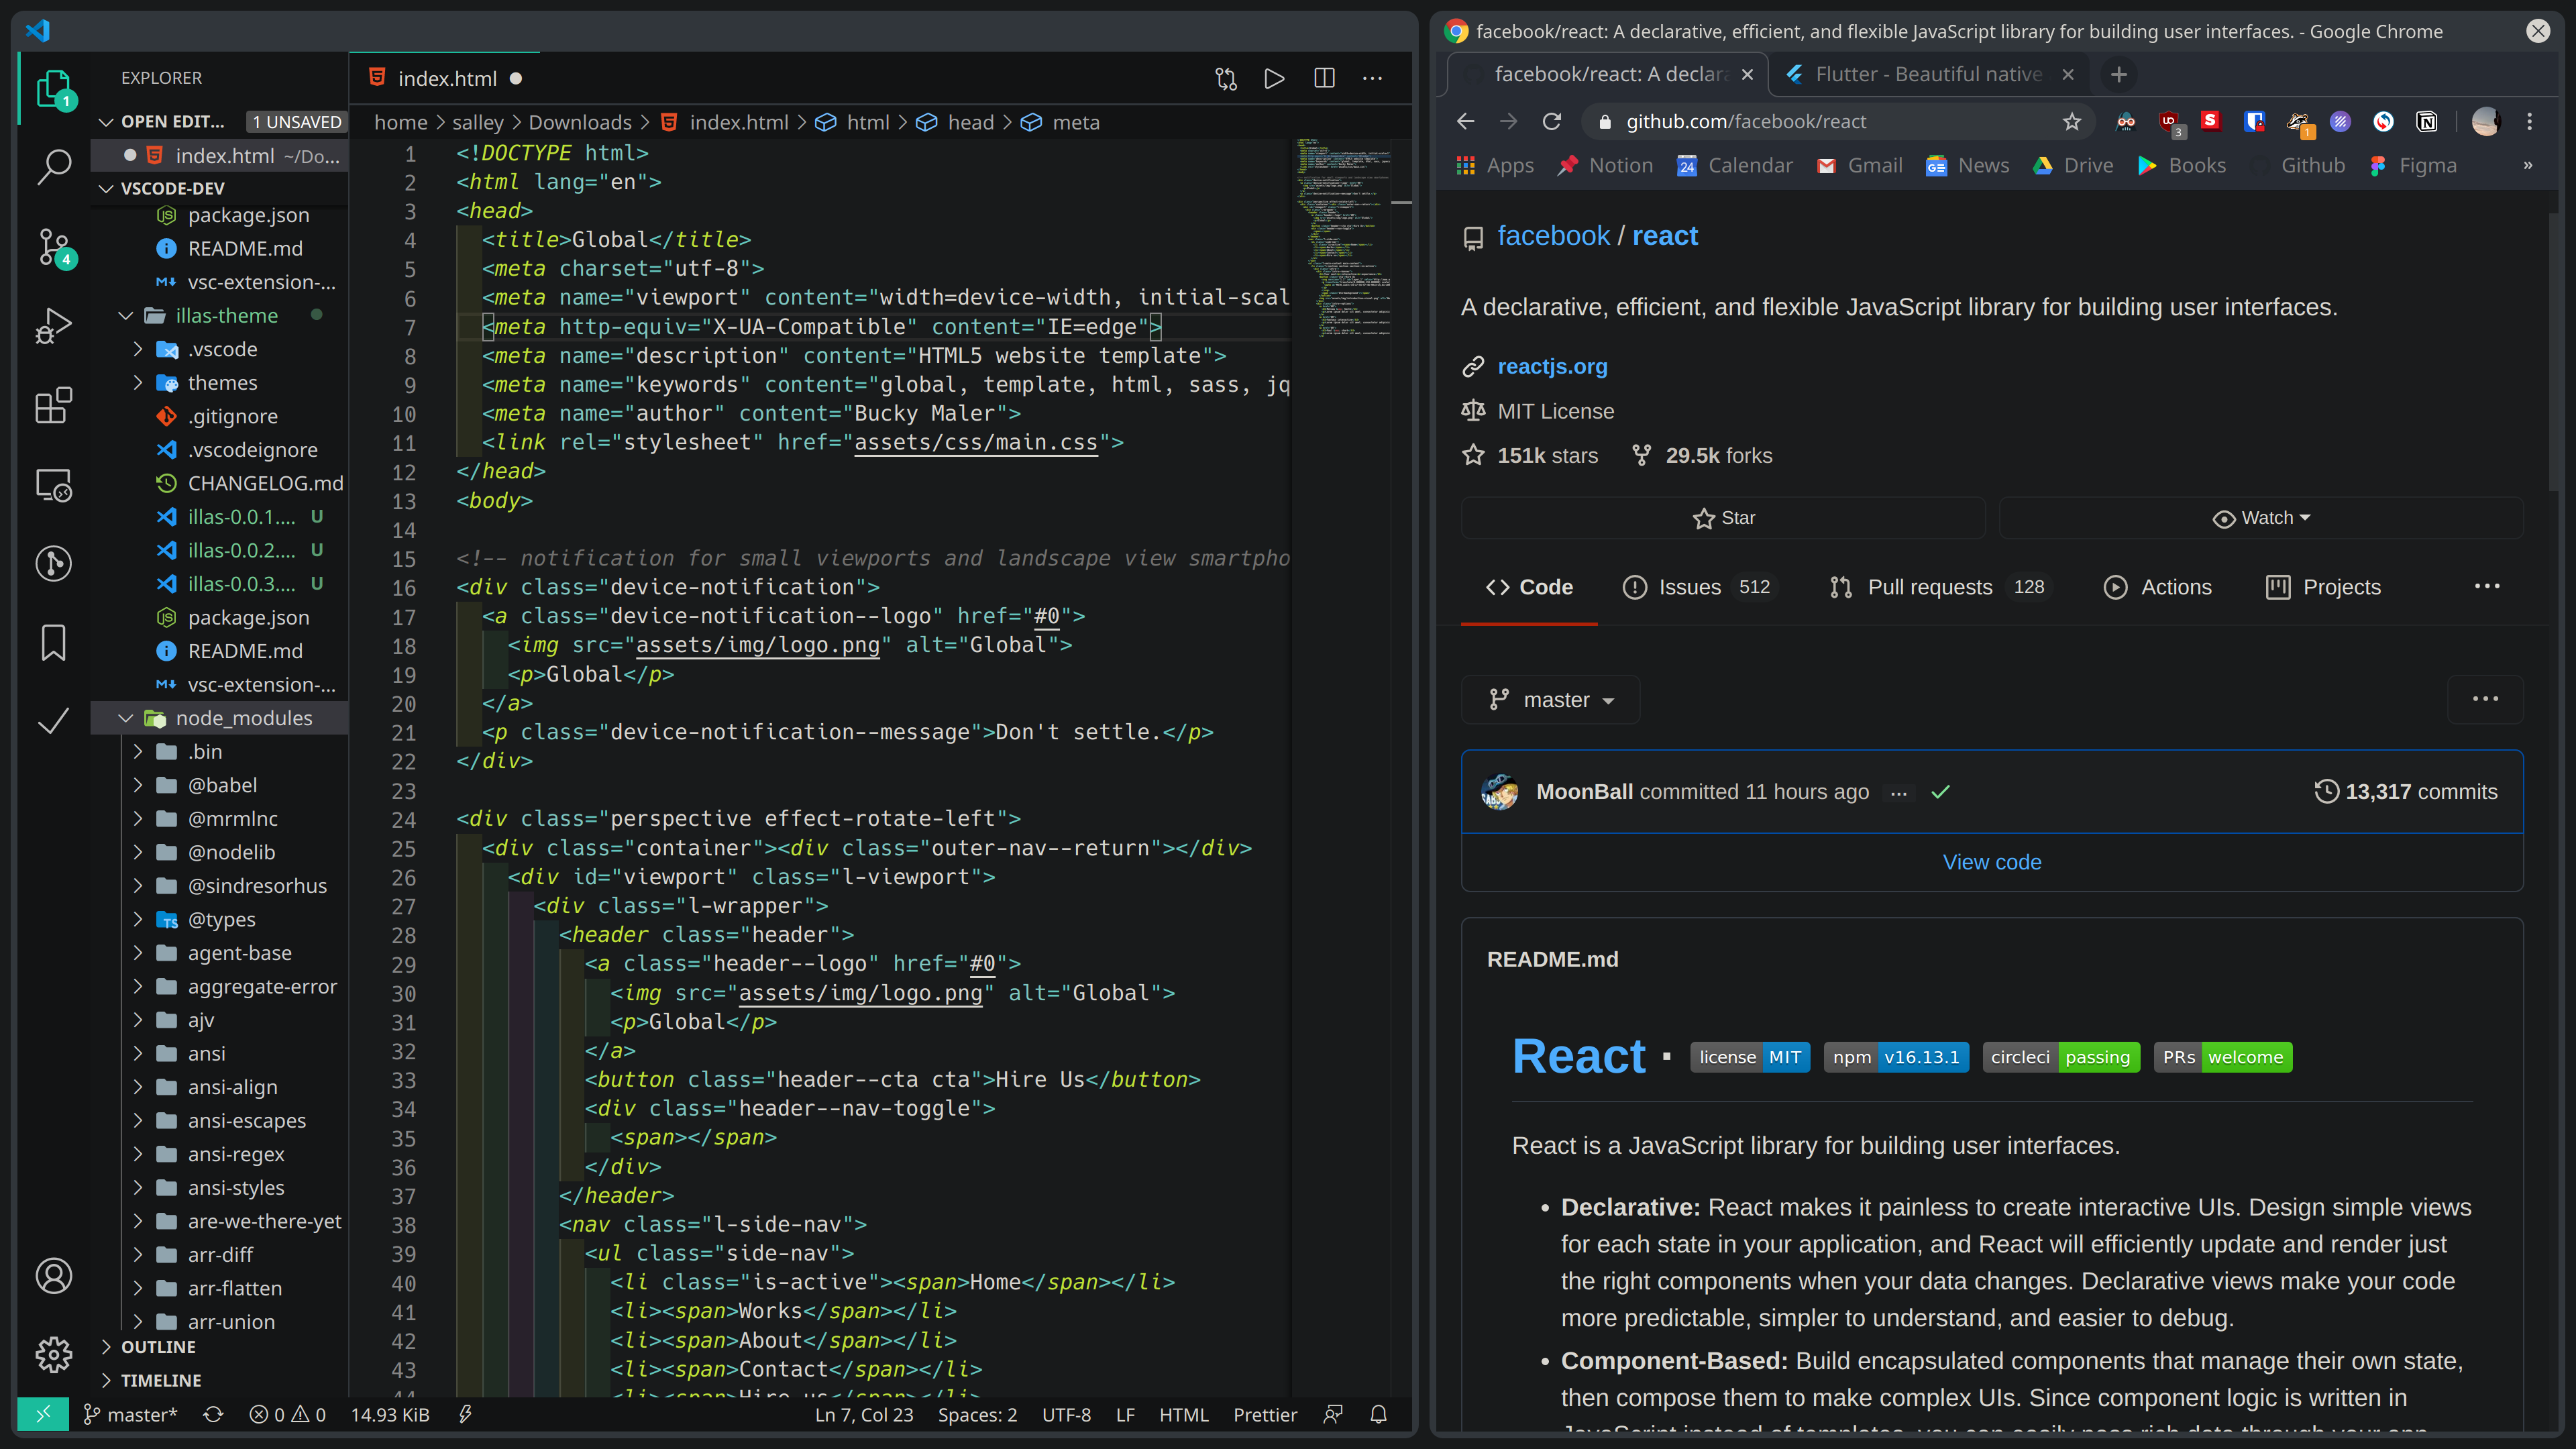 EXPLORER
1
OPEN EDIT... 1 UNSAVED
index.html ~/Do...
VSCODE-DEV
package.json
README.md
vsc-extension-...
4
illas-theme
.vscode
themes
.gitignore
.vscodeignore
CHANGELOG.md
illas-0.0.1.... U
illas-0.0.2.... U
illas-0.0.3.... U
package.json
README.md
vsc-extension-...
node_modules
.bin
@babel
@mrmlnc
@nodelib
@sindresorhus
@types
agent-base
aggregate-error
ajv
ansi
ansi-align
ansi-escapes
ansi-regex
ansi-styles
are-we-there-yet
arr-diff
arr-flatten
arr-union
OUTLINE
TIMELINE
index.html
home > salley > Downloads > index.html > html > head > meta
1 <!DOCTYPE html>
2 <html lang="en">
3 <head>
4 <title>Global</title>
5 <meta charset="utf-8">
6 <meta name="viewport" content="width=device-width, initial-scal
7 <meta http-equiv="X-UA-Compatible" content="IE=edge">
8 <meta name="description" content="HTML5 website template">
9 <meta name="keywords" content="global, template, html, sass, jq
10 <meta name="author" content="Bucky Maler">
11 <link rel="stylesheet" href="assets/css/main.css">
12 </head>
13 <body>
14
15 <!-- notification for small viewports and landscape view smartpho
16 <div class="device-notification">
17 <a class="device-notification--logo" href="#0">
18 <img src="assets/img/logo.png" alt="Global">
19 <p>Global</p>
20 </a>
21 <p class="device-notification--message">Don't settle.</p>
22 </div>
23
24 <div class="perspective effect-rotate-left">
25 <div class="container"><div class="outer-nav--return"></div>
26 <div id="viewport" class="l-viewport">
27 <div class="l-wrapper">
28 <header class="header">
29 <a class="header--logo" href="#0">
30 <img src="assets/img/logo.png" alt="Global">
31 <p>Global</p>
32 </a>
33 <button class="header--cta cta">Hire Us</button>
34 <div class="header--nav-toggle">
35 <span></span>
36 </div>
37 </header>
38 <nav class="l-side-nav">
39 <ul class="side-nav">
40 <li class="is-active"><span>Home</span></li>
41 <li><span>Works</span></li>
42 <li><span>About</span></li>
43 <li><span>Contact</span></li>
44 <li><span>Hire us</span></li>
master* 0 0 14.93 KiB Ln 7, Col 23 Spaces: 2 UTF-8 LF HTML Prettier
facebook/react: A declarative, efficient, and flexible JavaScript library for building user interfaces. - Google Chrome
facebook/react: A declara Flutter - Beautiful native
github.com/facebook/react 3 S 1
Apps Notion 24 Calendar Gmail News Drive Books Github Figma »
facebook / react
A declarative, efficient, and flexible JavaScript library for building user interfaces.
reactjs.org
MIT License
151k stars 29.5k forks
Star Watch
Code Issues 512 Pull requests 128 Actions Projects ...
master ...
MoonBall committed 11 hours ago ... 13,317 commits
View code
README.md
React · license MIT npm v16.13.1 circleci passing PRs welcome
React is a JavaScript library for building user interfaces.
• Declarative: React makes it painless to create interactive UIs. Design simple views
for each state in your application, and React will efficiently update and render just
the right components when your data changes. Declarative views make your code
more predictable, simpler to understand, and easier to debug.
• Component-Based: Build encapsulated components that manage their own state,
then compose them to make complex UIs. Since component logic is written in
JavaScript instead of templates, you can easily pass rich data through your app